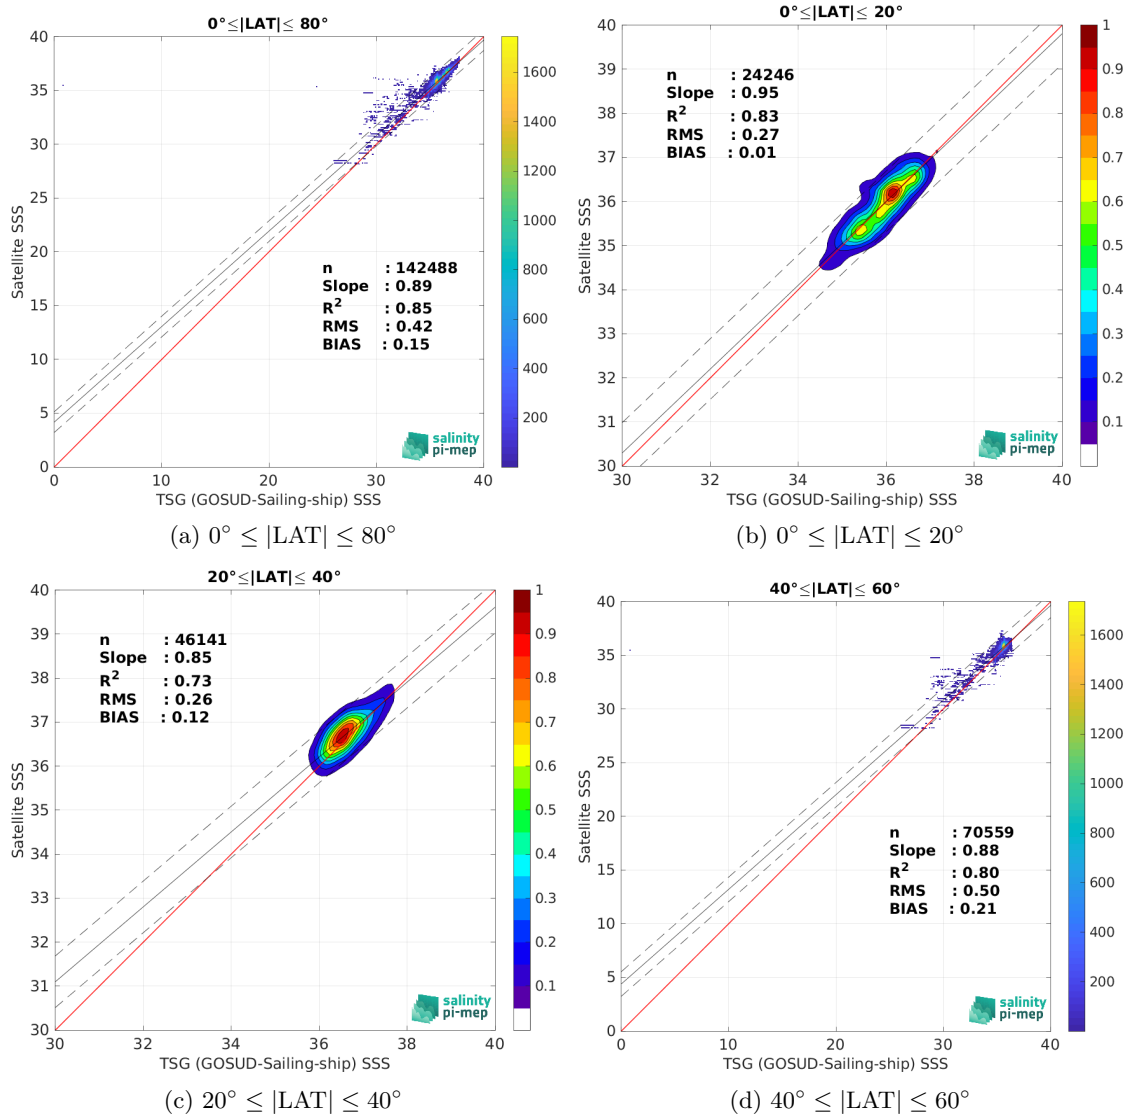 0°≤|LAT|≤ 80°
40
35
30
25
20
15
10
5
0
0
10
20
30
40
Satellite SSS
TSG (GOSUD-Sailing-ship) SSS
n : 142488
Slope : 0.89
R² : 0.85
RMS : 0.42
BIAS : 0.15
salinity
pi-mep
1600
1400
1200
1000
800
600
400
200
(a) 0° ≤ |LAT| ≤ 80°
0°≤|LAT|≤ 20°
40
39
38
37
36
35
34
33
32
31
30
30
32
34
36
38
40
Satellite SSS
TSG (GOSUD-Sailing-ship) SSS
n : 24246
Slope : 0.95
R² : 0.83
RMS : 0.27
BIAS : 0.01
salinity
pi-mep
1
0.9
0.8
0.7
0.6
0.5
0.4
0.3
0.2
0.1
(b) 0° ≤ |LAT| ≤ 20°
20°≤|LAT|≤ 40°
40
39
38
37
36
35
34
33
32
31
30
30
32
34
36
38
40
Satellite SSS
TSG (GOSUD-Sailing-ship) SSS
n : 46141
Slope : 0.85
R² : 0.73
RMS : 0.26
BIAS : 0.12
salinity
pi-mep
1
0.9
0.8
0.7
0.6
0.5
0.4
0.3
0.2
0.1
(c) 20° ≤ |LAT| ≤ 40°
40°≤|LAT|≤ 60°
40
35
30
25
20
15
10
5
0
0
10
20
30
40
Satellite SSS
TSG (GOSUD-Sailing-ship) SSS
n : 70559
Slope : 0.88
R² : 0.80
RMS : 0.50
BIAS : 0.21
salinity
pi-mep
1600
1400
1200
1000
800
600
400
200
(d) 40° ≤ |LAT| ≤ 60°